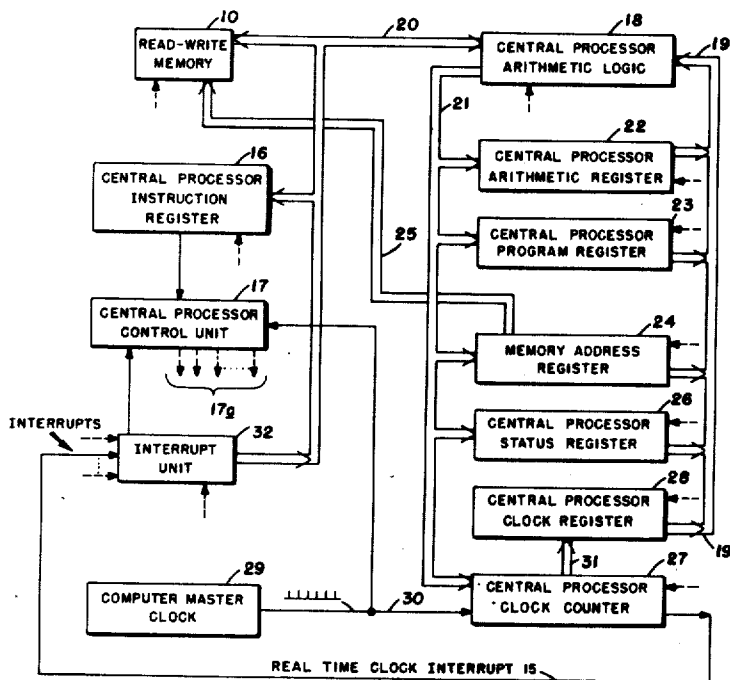 10
READ-WRITE
MEMORY
20
18
CENTRAL PROCESSOR
ARITHMETIC LOGIC
19
21
22
CENTRAL PROCESSOR
ARITHMETIC REGISTER
16
CENTRAL PROCESSOR
INSTRUCTION
REGISTER
23
CENTRAL PROCESSOR
PROGRAM REGISTER
25
17
CENTRAL PROCESSOR
CONTROL UNIT
17a
24
MEMORY ADDRESS
REGISTER
INTERRUPTS
32
INTERRUPT
UNIT
26
CENTRAL PROCESSOR
STATUS REGISTER
28
CENTRAL PROCESSOR
CLOCK REGISTER
19
31
29
COMPUTER MASTER
CLOCK
30
27
CENTRAL PROCESSOR
CLOCK COUNTER
REAL TIME CLOCK INTERRUPT 15